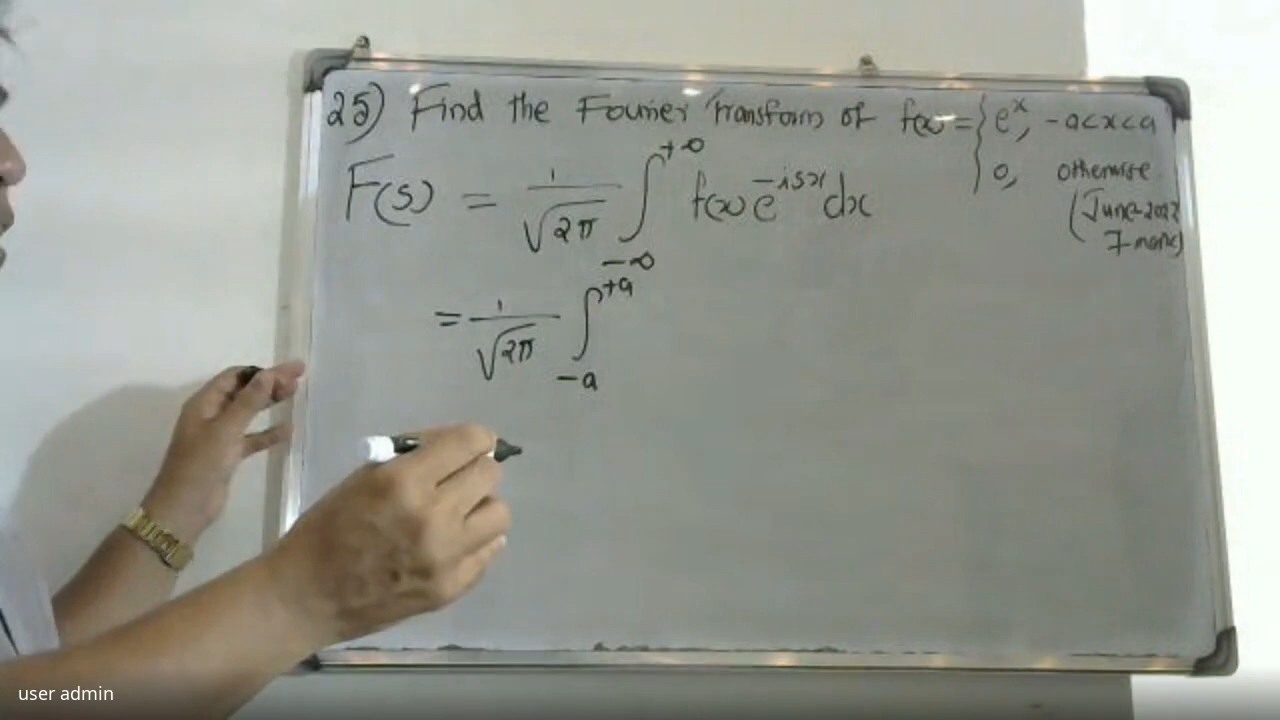 25) Find the Fourier Transform of f(x) = { e^x, -a<x<a
0, otherwise
(June-2022
7-marks)
F(s) = 1/√2π ∫_{-∞}^{+∞} f(x) e^{-isx} dx
= 1/√2π ∫_{-a}^{+a}
user admin